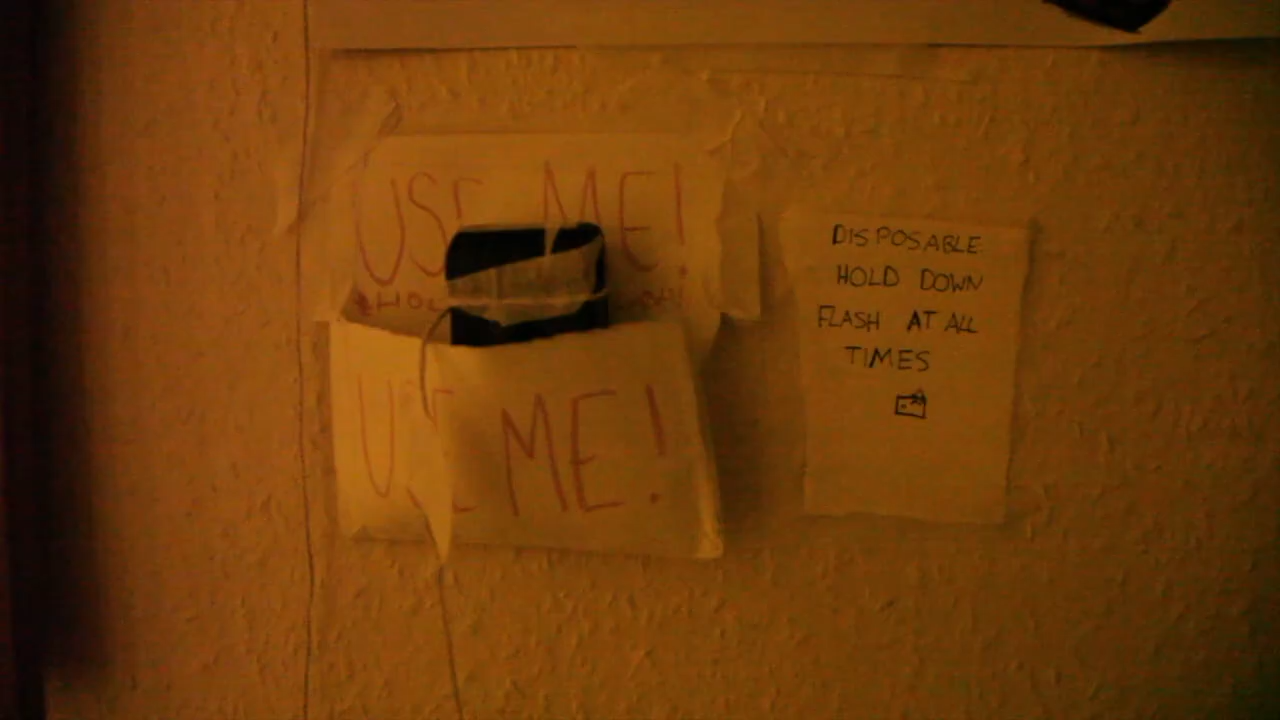 USE ME!
USE ME!
DISPOSABLE
HOLD DOWN
FLASH AT ALL
TIMES